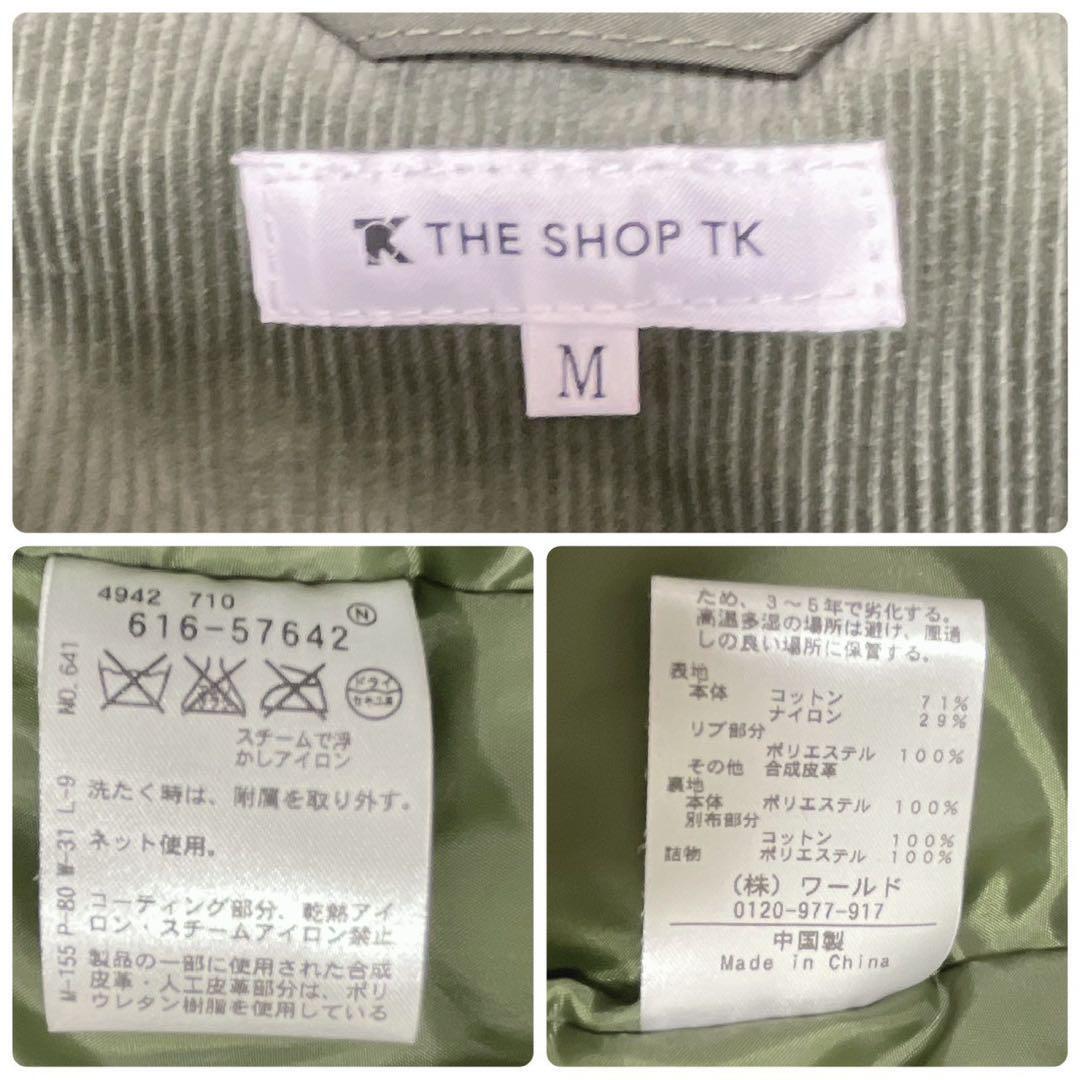 TK THE SHOP TK
M
4942 710
616-57642 N
ドライ
スチームで浮
かしアイロン
洗たく時は、附属を取り外す。
ネット使用。
コーティング部分、乾熱アイ
ロン・スチームアイロン禁止
製品の一部に使用された合成
皮革・人工皮革部分は、ポリ
ウレタン樹脂を使用している
NO.641
M-155 P-80 W-31 L-9
ため、3~5年で劣化する。
高温多湿の場所は避け、風通
しの良い場所に保管する。
表地
本体 コットン 71%
ナイロン 29%
リブ部分
ポリエステル 100%
その他 合成皮革
裏地
本体 ポリエステル 100%
別布部分
コットン 100%
詰物 ポリエステル 100%
(株)ワールド
0120-977-917
中国製
Made in China